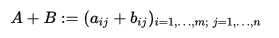 A + B := (a_{ij} + b_{ij})_{i=1,...,m; j=1,...,n}